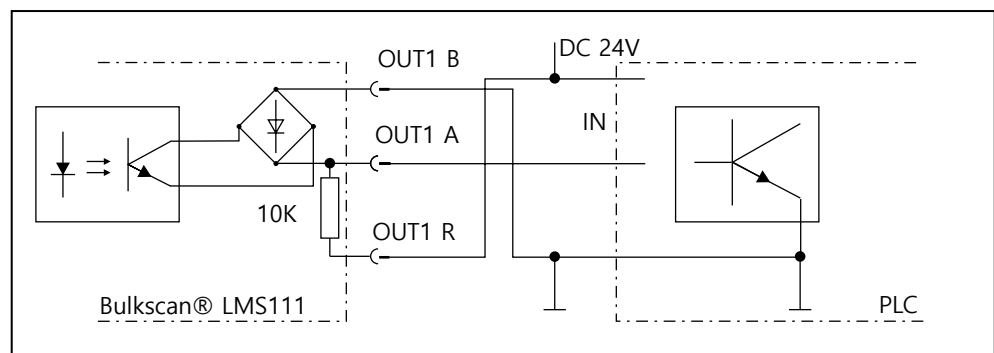 DC 24V
OUT1 B
IN
OUT1 A
10K
OUT1 R
Bulkscan® LMS111
PLC